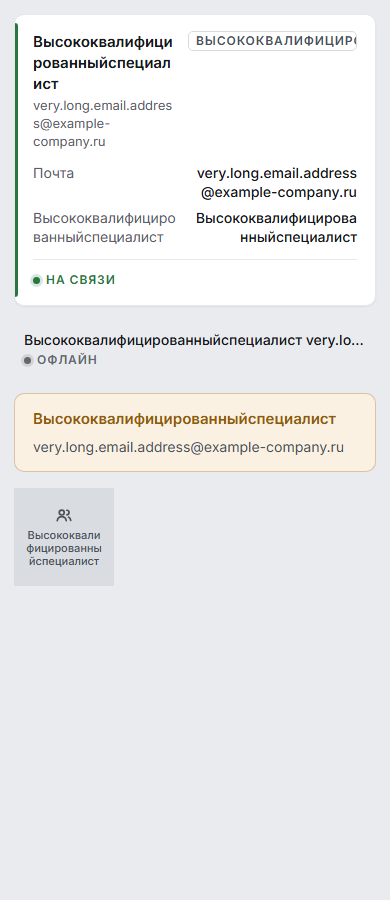 Высококвалифици
рованныйспециал
ист
ВЫСОКОКВАЛИФИЦИРО
very.long.email.addres
s@example-
company.ru
Почта
very.long.email.address
@example-company.ru
Высококвалифициро
ванныйспециалист
Высококвалифицирова
нныйспециалист
НА СВЯЗИ
Высококвалифицированныйспециалист very.lo...
ОФЛАЙН
Высококвалифицированныйспециалист
very.long.email.address@example-company.ru
Высококвали
фицированны
йспециалист